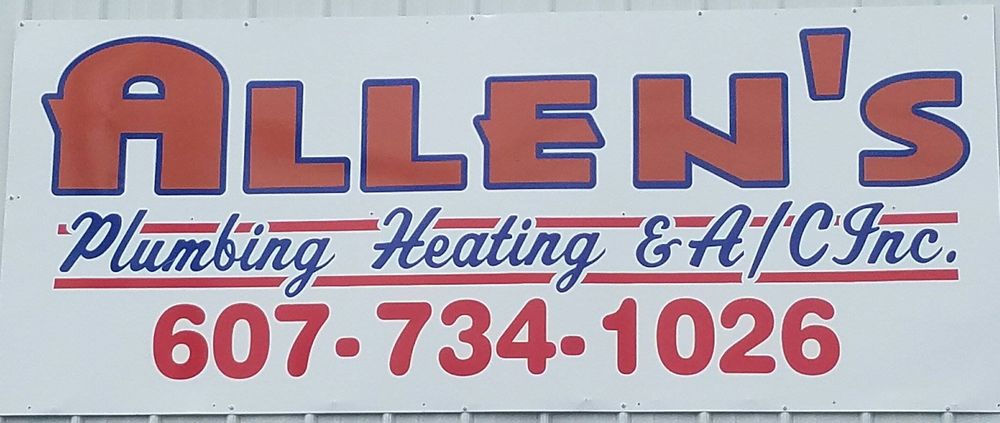 ALLEN'S
Plumbing Heating & A/C Inc.
607-734-1026